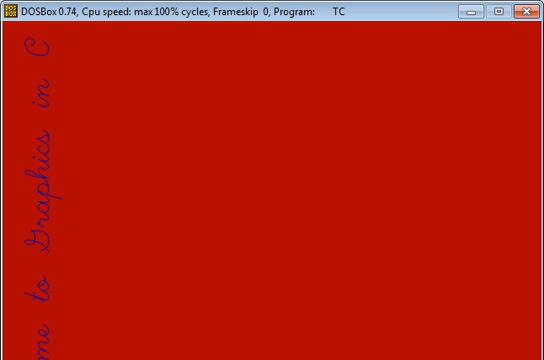 DOSBox 0.74, Cpu speed: max 100% cycles, Frameskip 0, Program: TC
me to Graphics in C